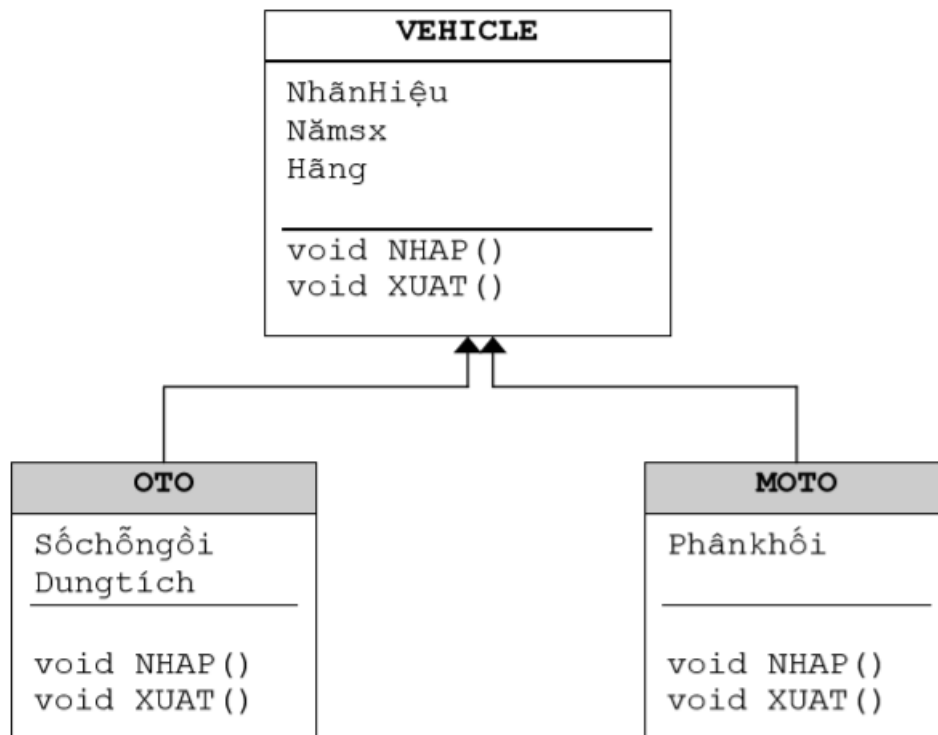 VEHICLE
NhãnHiệu
Nămsx
Hãng
void NHAP()
void XUAT()
OTO
Sốchỗngồi
Dungtích
void NHAP()
void XUAT()
MOTO
Phânkhối
void NHAP()
void XUAT()